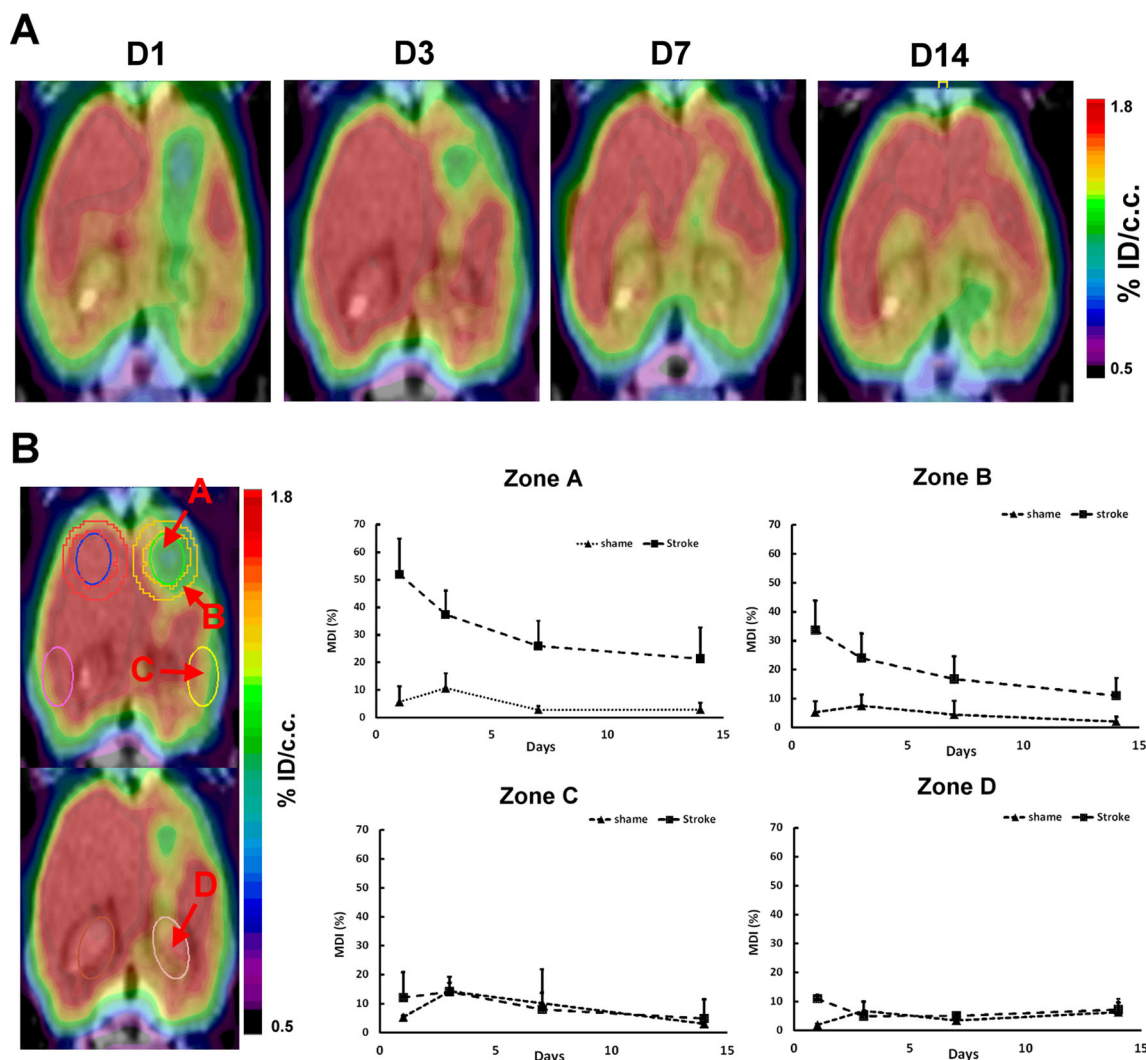 A
D1 D3 D7 D14
1.8
% ID/c.c.
0.5
B
A
B
C
D
1.8
% ID/c.c.
0.5
Zone A
shame Stroke
MDI (%)
70
60
50
40
30
20
10
0
0 5 10 15
Days
Zone B
shame stroke
MDI (%)
70
60
50
40
30
20
10
0
0 5 10 15
Days
Zone C
shame Stroke
MDI (%)
70
60
50
40
30
20
10
0
0 5 10 15
Days
Zone D
shame Stroke
MDI (%)
70
60
50
40
30
20
10
0
0 5 10 15
Days